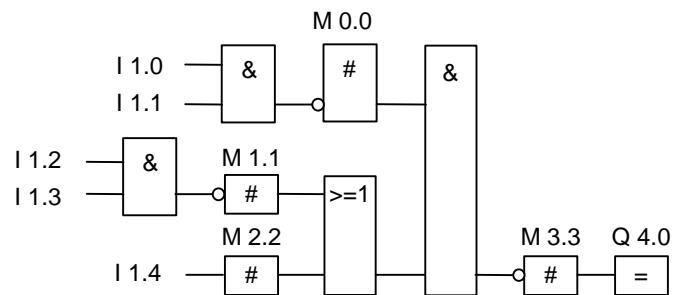 M 0.0
I 1.0
&
#
&
I 1.1
I 1.2
&
M 1.1
I 1.3
#
>=1
M 2.2
M 3.3
Q 4.0
I 1.4
#
#
=